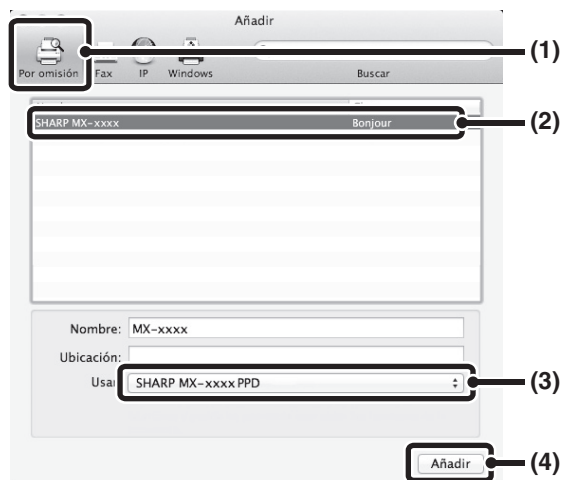 Añadir
(1)
Por omisión Fax IP Windows Buscar
SHARP MX-xxxx Bonjour (2)
Nombre: MX-xxxx
Ubicación:
Usar SHARP MX-xxxx PPD (3)
Añadir (4)